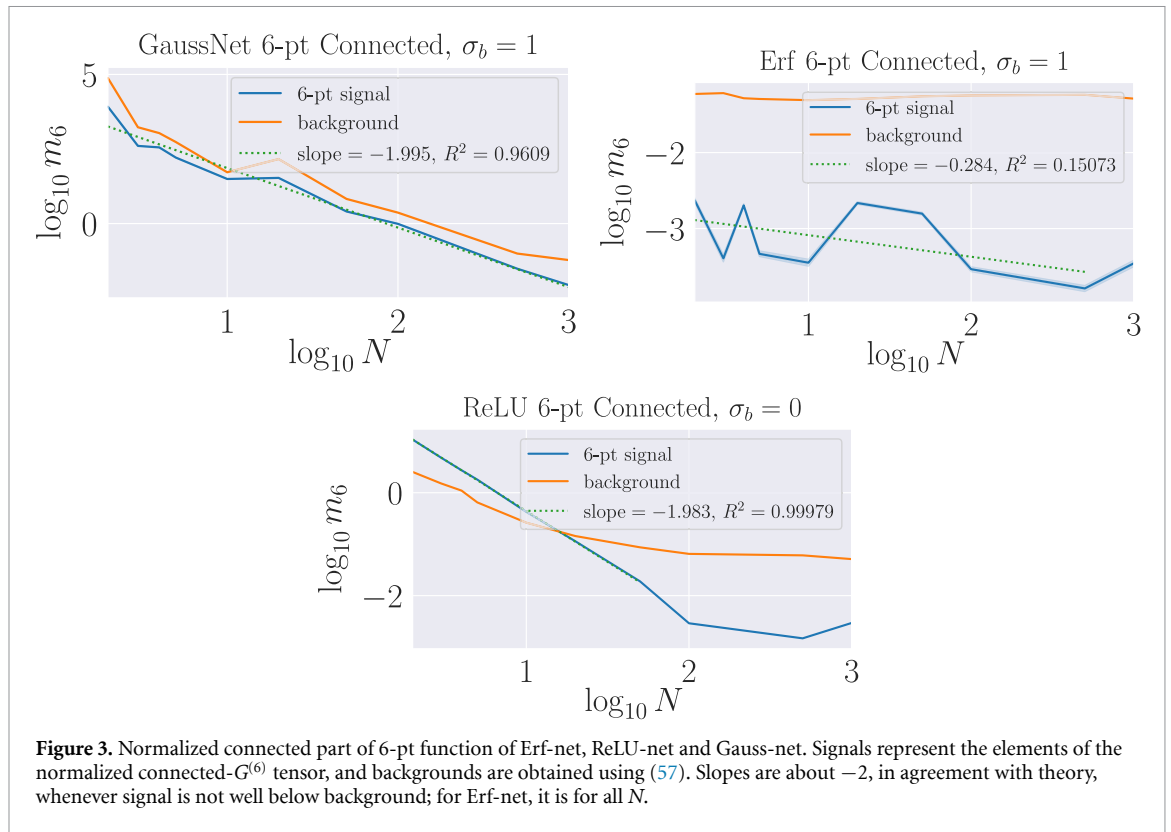 GaussNet 6-pt Connected, σ_b = 1
5
0
log₁₀ m₆
6-pt signal
background
slope = −1.995, R² = 0.9609
1
2
3
log₁₀ N
Erf 6-pt Connected, σ_b = 1
−2
−3
log₁₀ m₆
6-pt signal
background
slope = −0.284, R² = 0.15073
1
2
3
log₁₀ N
ReLU 6-pt Connected, σ_b = 0
0
−2
log₁₀ m₆
6-pt signal
background
slope = −1.983, R² = 0.99979
1
2
3
log₁₀ N
Figure 3. Normalized connected part of 6-pt function of Erf-net, ReLU-net and Gauss-net. Signals represent the elements of the
normalized connected-G⁽⁶⁾ tensor, and backgrounds are obtained using (57). Slopes are about −2, in agreement with theory,
whenever signal is not well below background; for Erf-net, it is for all N.